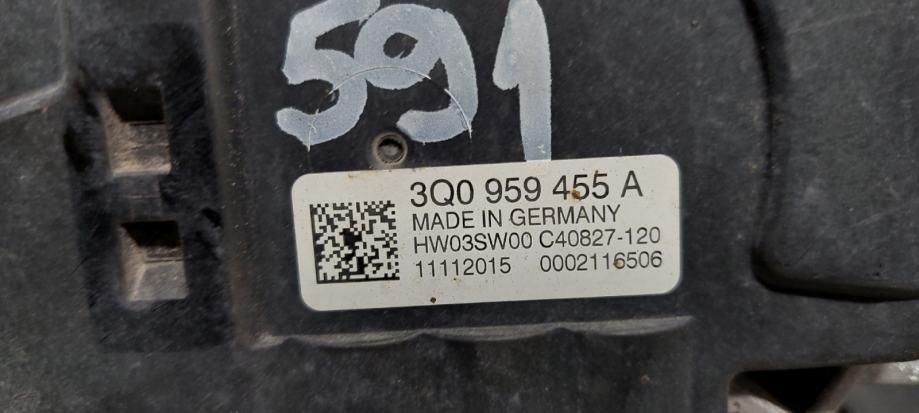 591
3Q0 959 455 A
MADE IN GERMANY
HW03SW00 C40827-120
11112015 0002116506